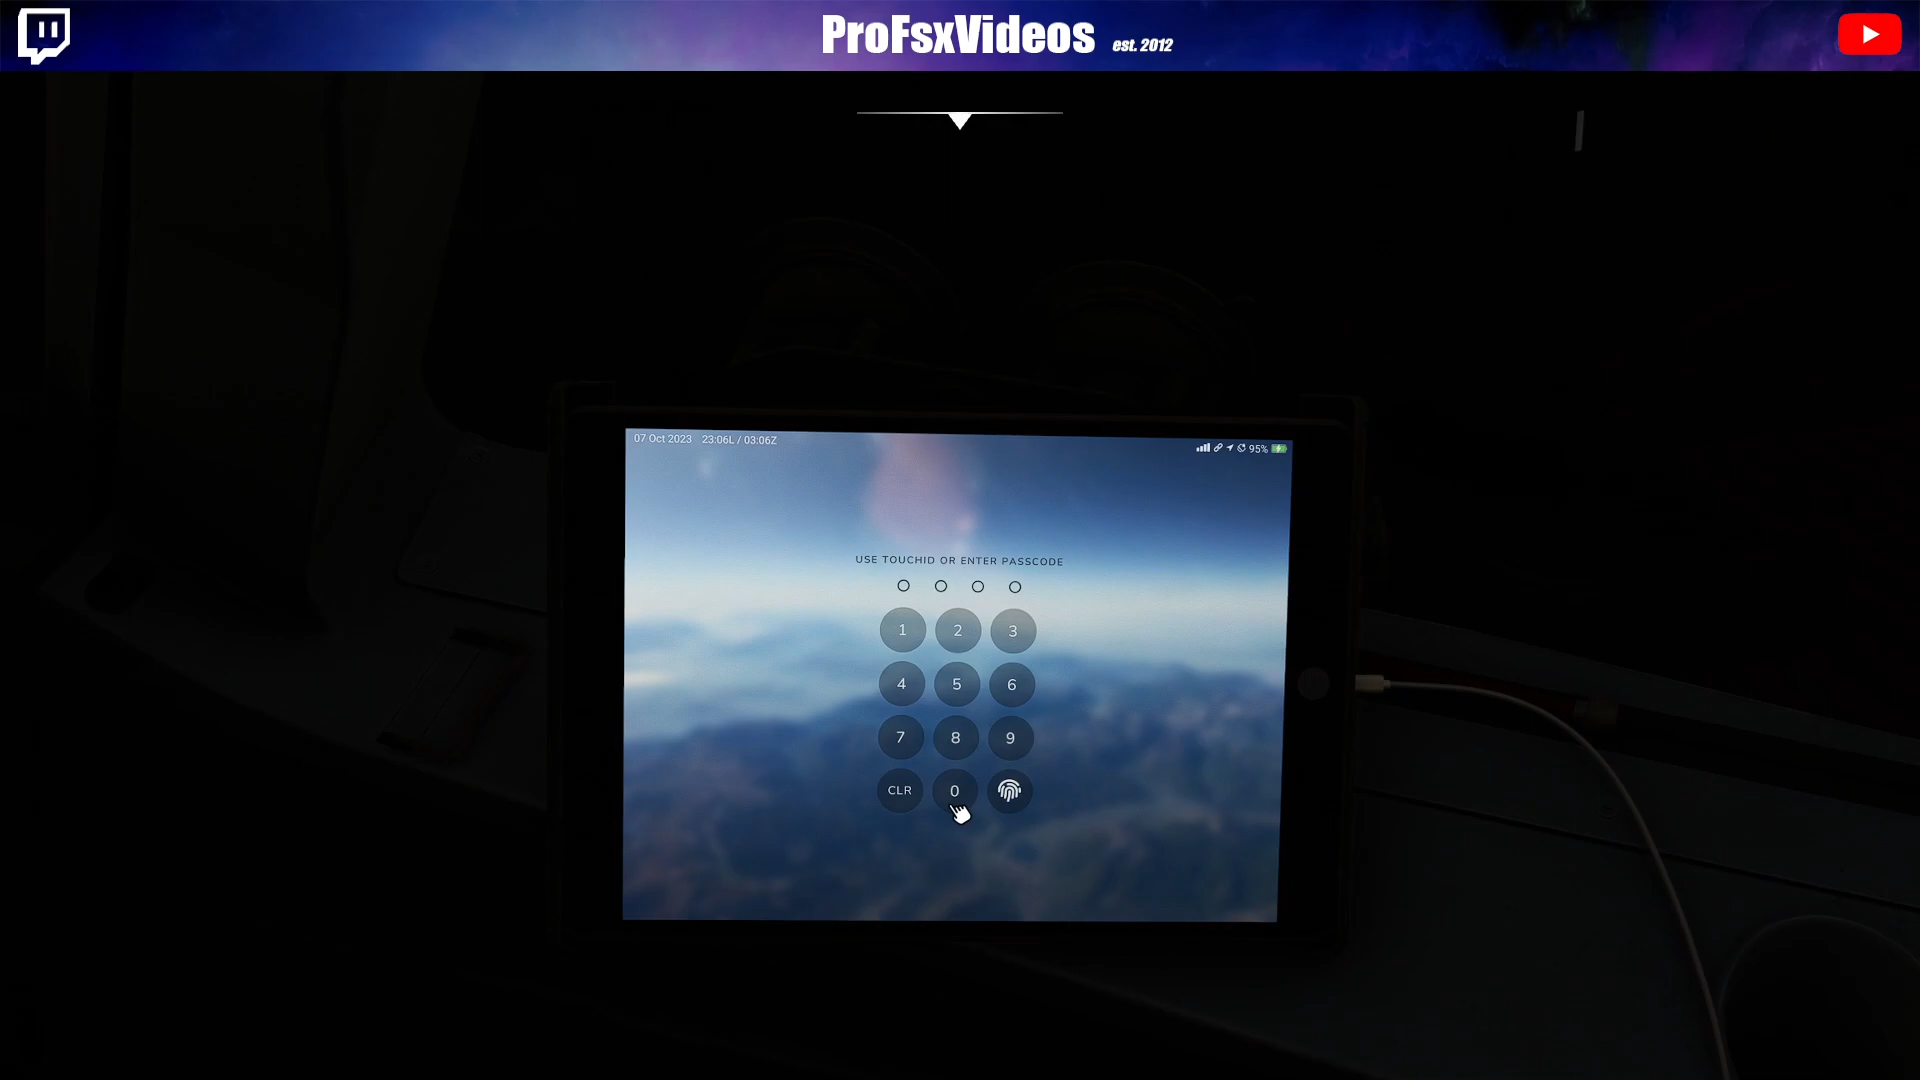 ProFsxVideos est. 2012
07 Oct 2023 23:06L / 03:06Z
95%
USE TOUCHID OR ENTER PASSCODE
1 2 3
4 5 6
7 8 9
CLR 0